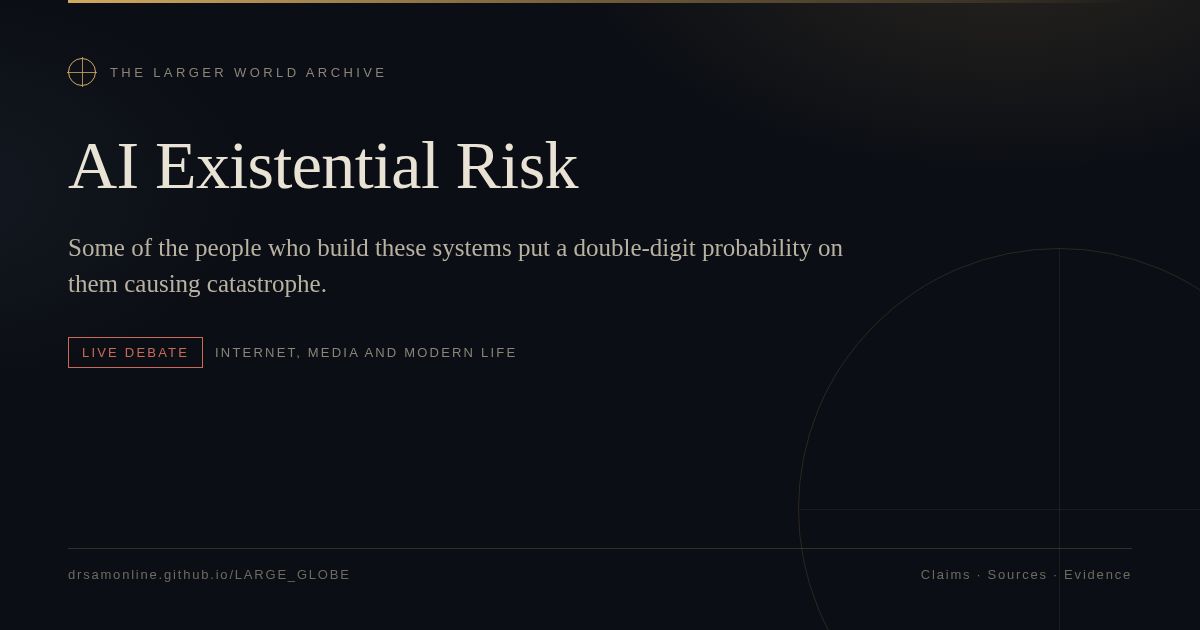 THE LARGER WORLD ARCHIVE
AI Existential Risk
Some of the people who build these systems put a double-digit probability on
them causing catastrophe.
LIVE DEBATE INTERNET, MEDIA AND MODERN LIFE
drsamonline.github.io/LARGE_GLOBE Claims · Sources · Evidence